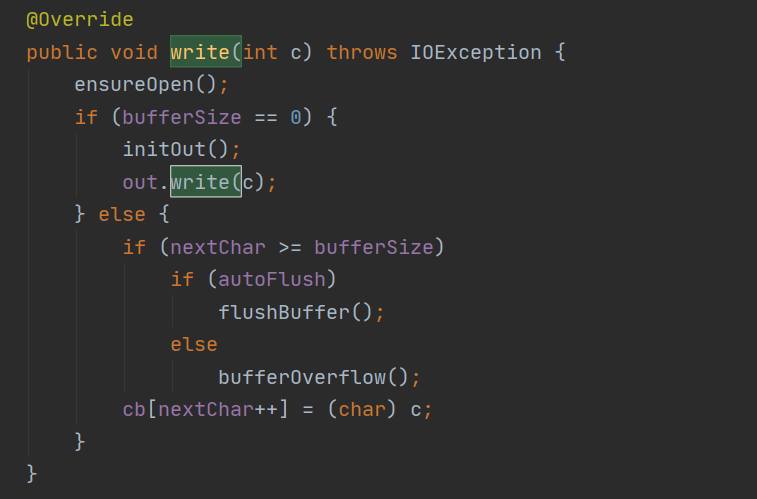 @Override
public void write(int c) throws IOException {
    ensureOpen();
    if (bufferSize == 0) {
        initOut();
        out.write(c);
    } else {
        if (nextChar >= bufferSize)
            if (autoFlush)
                flushBuffer();
            else
                bufferOverflow();
        cb[nextChar++] = (char) c;
    }
}